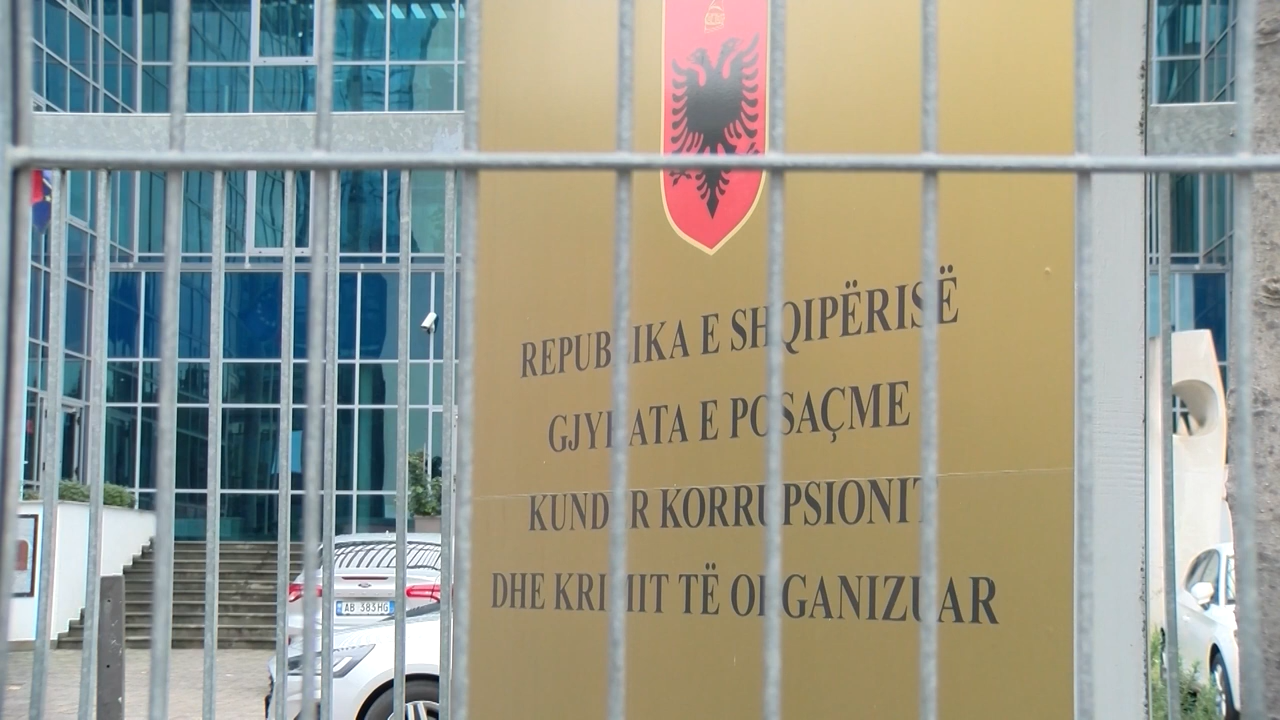 REPUBLIKA E SHQIPËRISË
GJYKATA E POSAÇME
KUNDËR KORRUPSIONIT
DHE KRIMIT TË ORGANIZUAR
AB 383HG